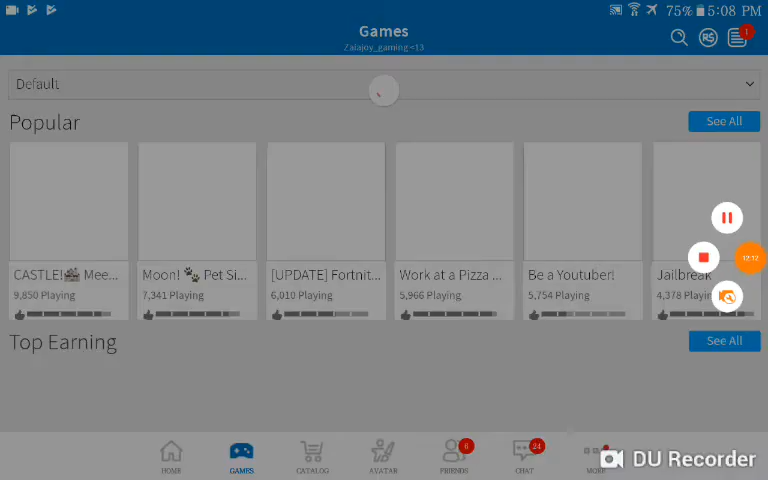 75% 5:08 PM
Games
Zalajoy_gaming <13
R$
1
Default
Popular
See All
CASTLE!🏰 Mee...
Moon! 🐾 Pet Si...
[UPDATE] Fortnit...
Work at a Pizza ...
Be a Youtuber!
Jailbreak
9,850 Playing
7,341 Playing
6,010 Playing
5,966 Playing
5,754 Playing
4,378 Playing
12:12
Top Earning
See All
6
24
HOME
GAMES
CATALOG
AVATAR
FRIENDS
CHAT
MORE
DU Recorder